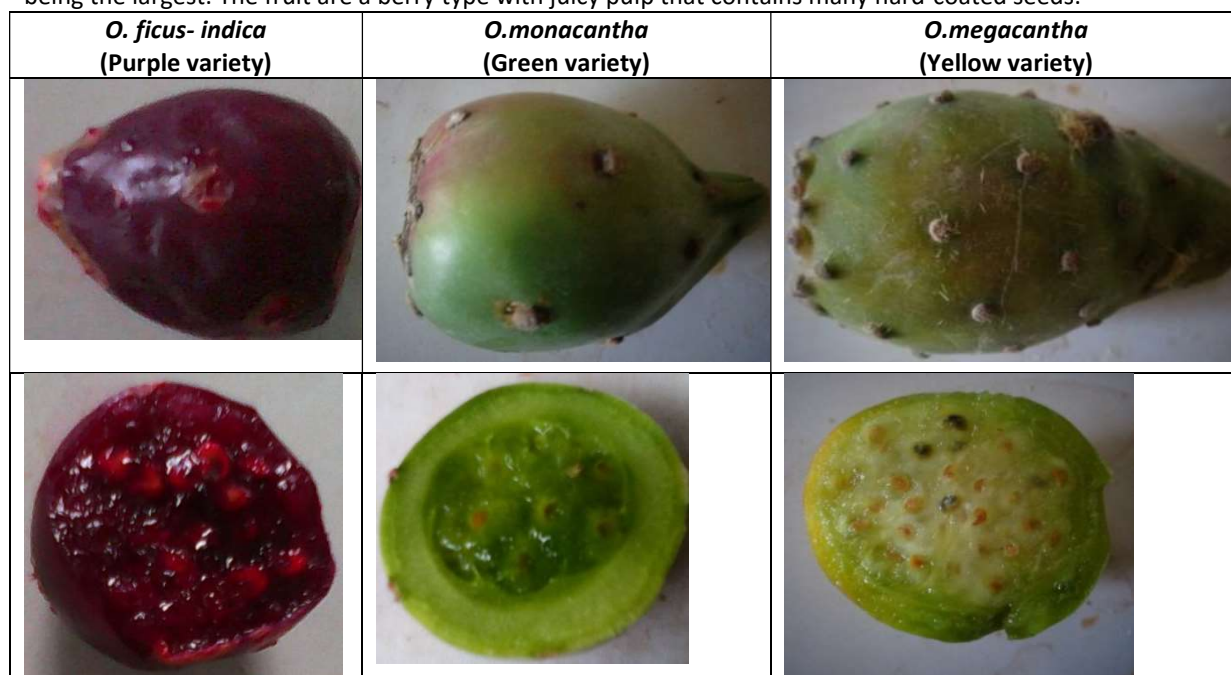 being the largest. The fruit are a berry type with juicy pulp that contains many hard-coated seeds.
O. ficus- indica
(Purple variety)
O.monacantha
(Green variety)
O.megacantha
(Yellow variety)